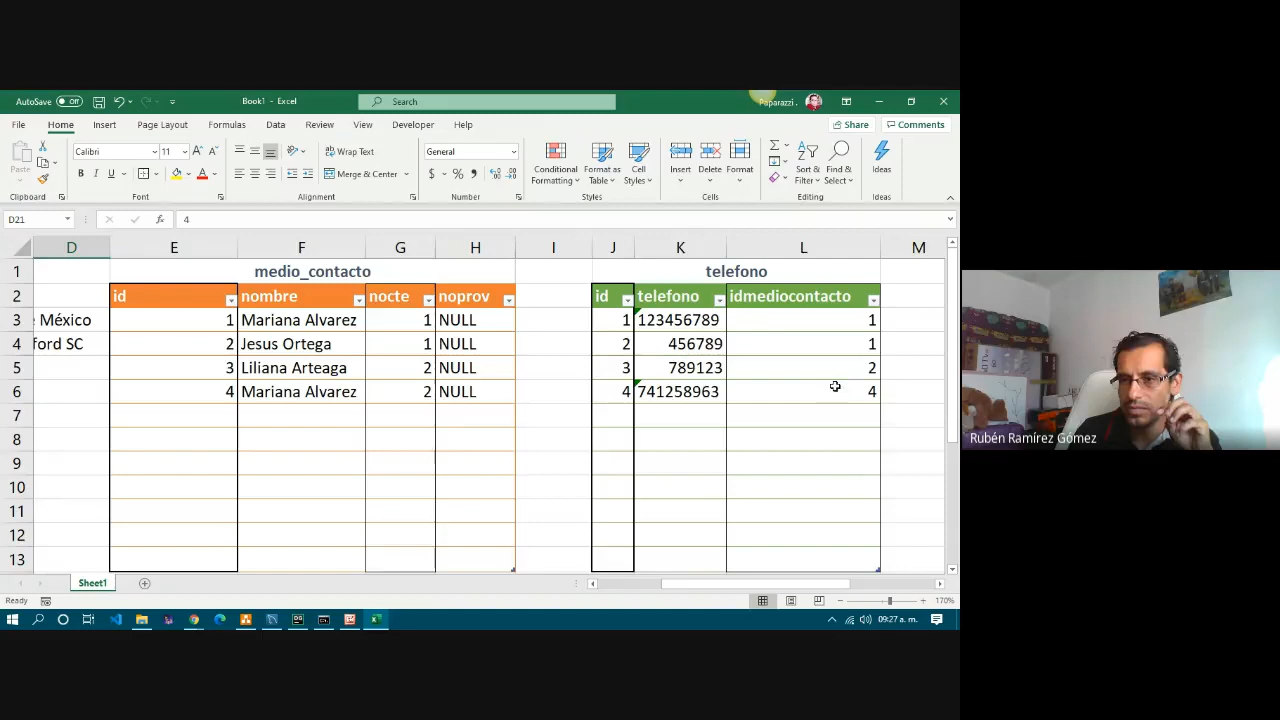 AutoSave Off Book1 - Excel Search Paparazzi .
File Home Insert Page Layout Formulas Data Review View Developer Help Share Comments
Paste Calibri 11 A A Wrap Text General Conditional Formatting Format as Table Cell Styles Insert Delete Format Sort & Filter Find & Select Ideas
B I U Merge & Center $ % 
Clipboard Font Alignment Number Styles Cells Editing Ideas
D21 fx 4
D E F G H I J K L M
1 medio_contacto telefono
2 id nombre nocte noprov id telefono idmediocontacto
3 México 1 Mariana Alvarez 1 NULL 1 123456789 1
4 ford SC 2 Jesus Ortega 1 NULL 2 456789 1
5 3 Liliana Arteaga 2 NULL 3 789123 2
6 4 Mariana Alvarez 2 NULL 4 741258963 4
7
8
9
10
11
12
13
Sheet1
Ready 170%
09:27 a. m.
Rubén Ramírez Gómez